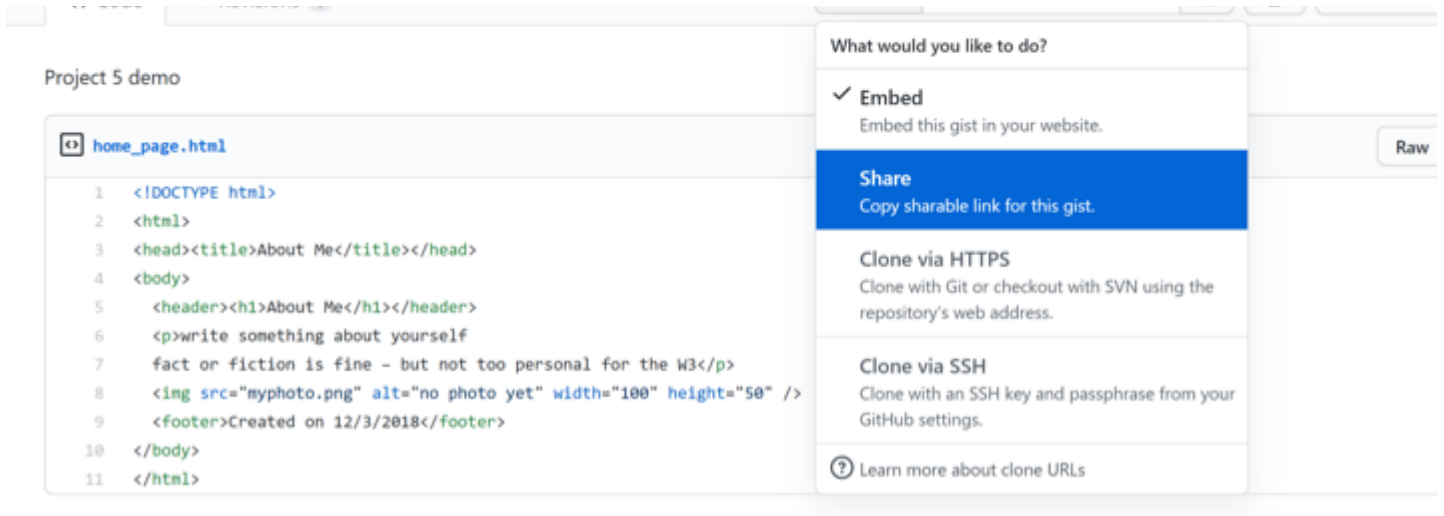 What would you like to do?
Project 5 demo
Embed
Embed this gist in your website.
home_page.html
Raw
Share
Copy sharable link for this gist.
1 <!DOCTYPE html>
2 <html>
3 <head><title>About Me</title></head>
4 <body>
5 <header><h1>About Me</h1></header>
6 <p>write something about yourself
7 fact or fiction is fine – but not too personal for the W3</p>
8 <img src="myphoto.png" alt="no photo yet" width="100" height="50" />
9 <footer>Created on 12/3/2018</footer>
10 </body>
11 </html>
Clone via HTTPS
Clone with Git or checkout with SVN using the
repository's web address.
Clone via SSH
Clone with an SSH key and passphrase from your
GitHub settings.
Learn more about clone URLs